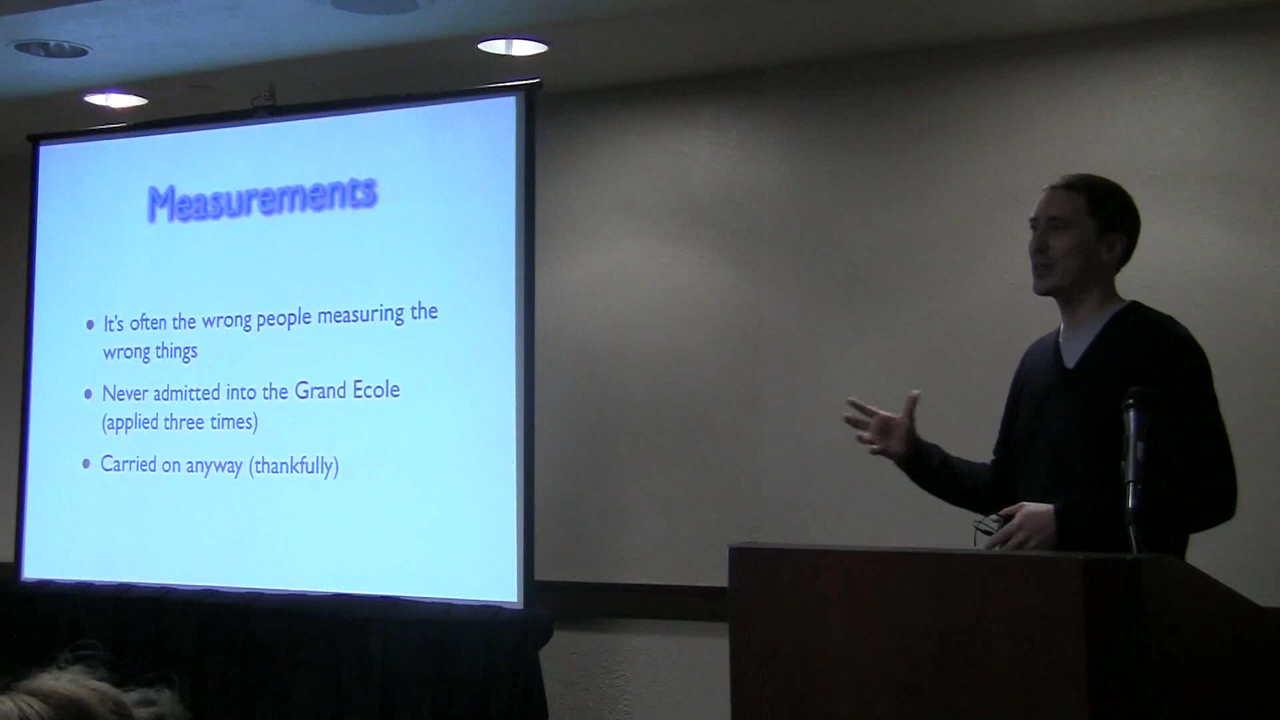 Measurements
• It's often the wrong people measuring the
wrong things
• Never admitted into the Grand Ecole
(applied three times)
• Carried on anyway (thankfully)